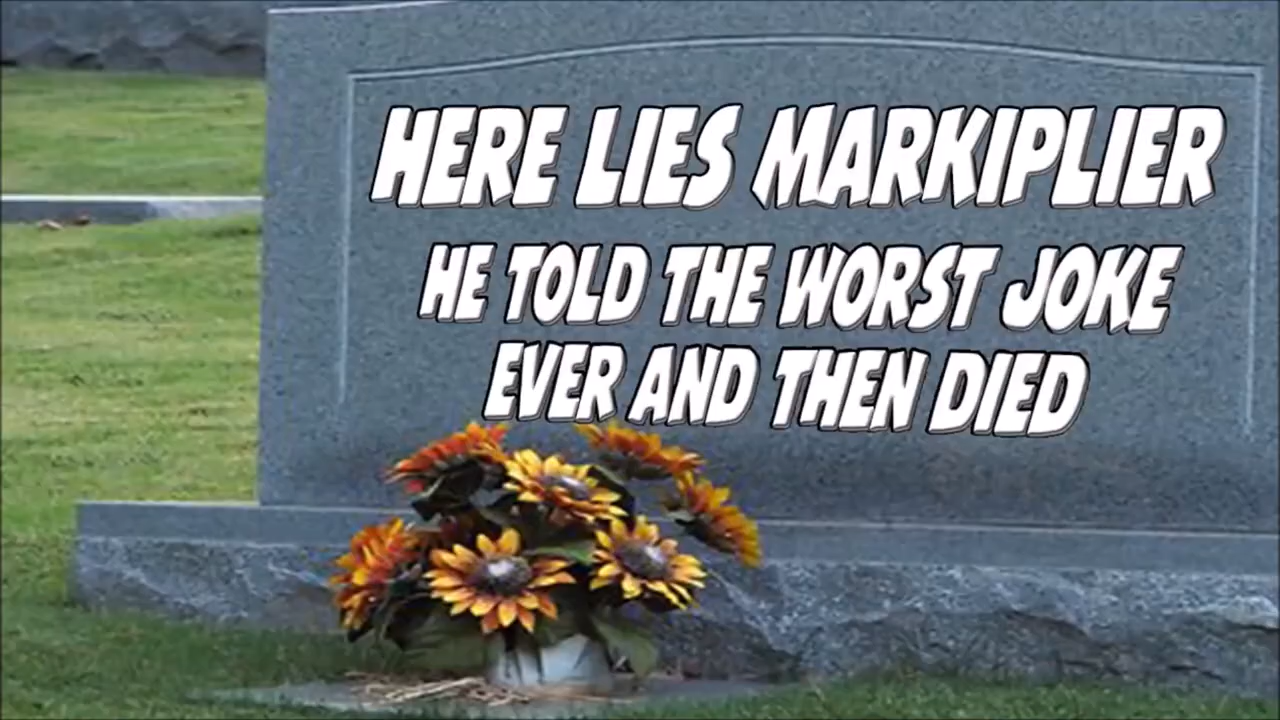 HERE LIES MARKIPLIER
HE TOLD THE WORST JOKE
EVER AND THEN DIED